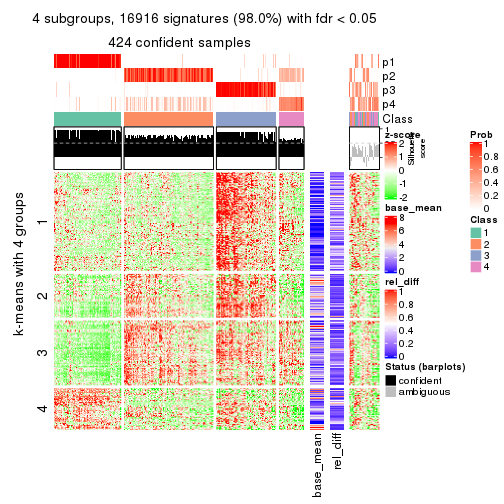 4 subgroups, 16916 signatures (98.0%) with fdr < 0.05
424 confident samples
p1
p2
p3
p4
Class
1
Silhouette
score
k-means with 4 groups
1
2
3
4
base_mean
rel_diff
z-score
2
1
0
-1
-2
base_mean
8
6
4
2
0
rel_diff
1
0.8
0.6
0.4
0.2
0
Status (barplots)
confident
ambiguous
Prob
1
0.8
0.6
0.4
0.2
0
Class
1
2
3
4